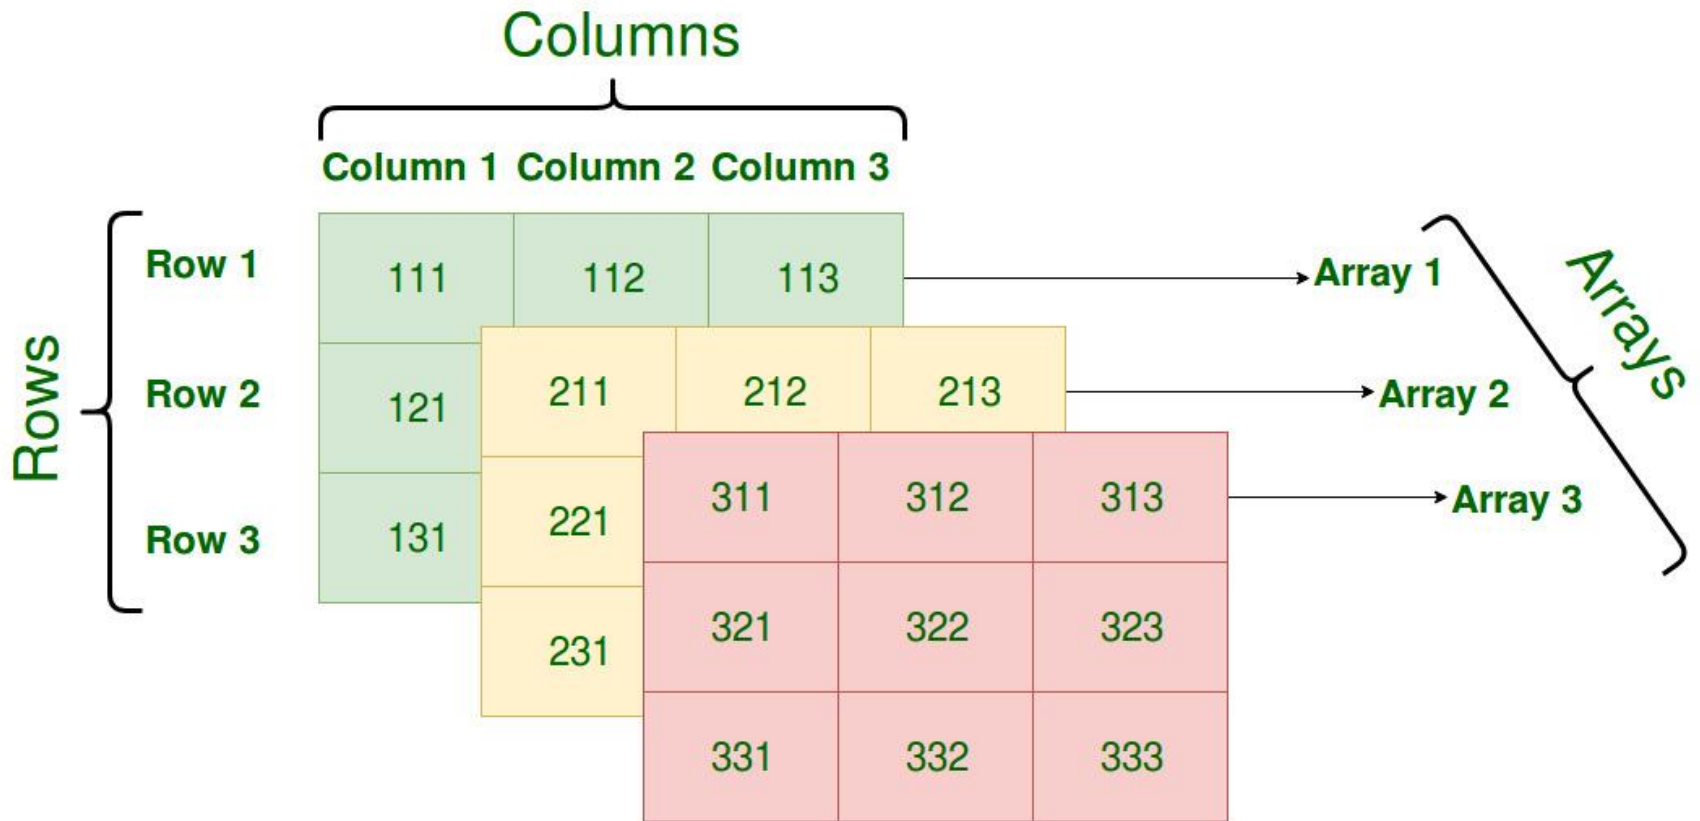 Columns
Column 1 Column 2 Column 3
Rows
Row 1
111 112 113
Array 1
Arrays
Row 2
121
211 212 213
Array 2
Row 3
131
221
311 312 313
Array 3
231
321 322 323
331 332 333